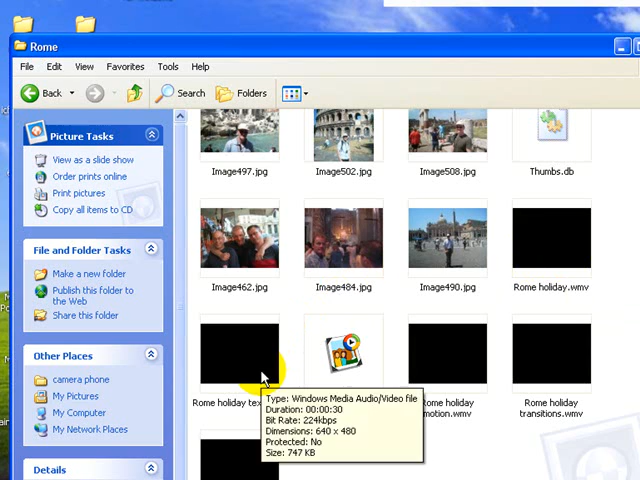 Rome
File Edit View Favorites Tools Help
Back Search Folders
Picture Tasks
View as a slide show
Order prints online
Print pictures
Copy all items to CD
File and Folder Tasks
Make a new folder
Publish this folder to
the Web
Share this folder
Other Places
camera phone
My Pictures
My Computer
My Network Places
Details
Image497.jpg Image502.jpg Image508.jpg Thumbs.db
Image462.jpg Image484.jpg Image490.jpg Rome holiday.wmv
Rome holiday holiday Rome holiday
motion.wmv transitions.wmv
Type: Windows Media Audio/Video file
Duration: 00:00:30
Bit Rate: 224kbps
Dimensions: 640 x 480
Protected: No
Size: 747 KB